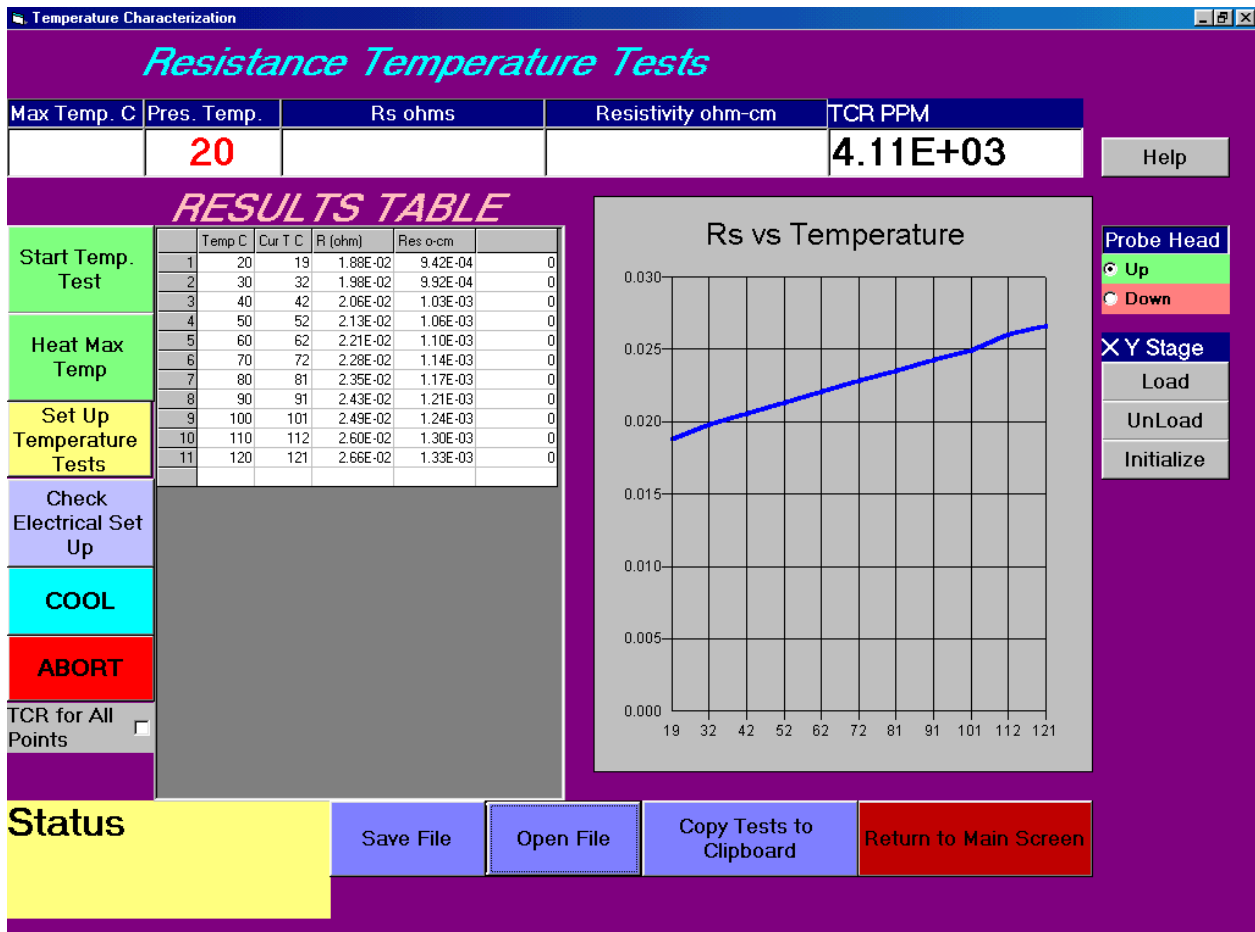 Temperature Characterization
Resistance Temperature Tests
Max Temp. C Pres. Temp. Rs ohms Resistivity ohm-cm TCR PPM
20 4.11E+03
Help
RESULTS TABLE
Temp C Cur T C R (ohm) Res o-cm
1 20 19 1.88E-02 9.42E-04 0
2 30 32 1.98E-02 9.92E-04 0
3 40 42 2.06E-02 1.03E-03 0
4 50 52 2.13E-02 1.06E-03 0
5 60 62 2.21E-02 1.10E-03 0
6 70 72 2.28E-02 1.14E-03 0
7 80 81 2.35E-02 1.17E-03 0
8 90 91 2.43E-02 1.21E-03 0
9 100 101 2.49E-02 1.24E-03 0
10 110 112 2.60E-02 1.30E-03 0
11 120 121 2.66E-02 1.33E-03 0
Start Temp.
Test
Heat Max
Temp
Set Up
Temperature
Tests
Check
Electrical Set
Up
COOL
ABORT
TCR for All
Points
Rs vs Temperature
0.030
0.025
0.020
0.015
0.010
0.005
0.000
19 32 42 52 62 72 81 91 101 112 121
Probe Head
Up
Down
X Y Stage
Load
UnLoad
Initialize
Status
Save File
Open File
Copy Tests to
Clipboard
Return to Main Screen